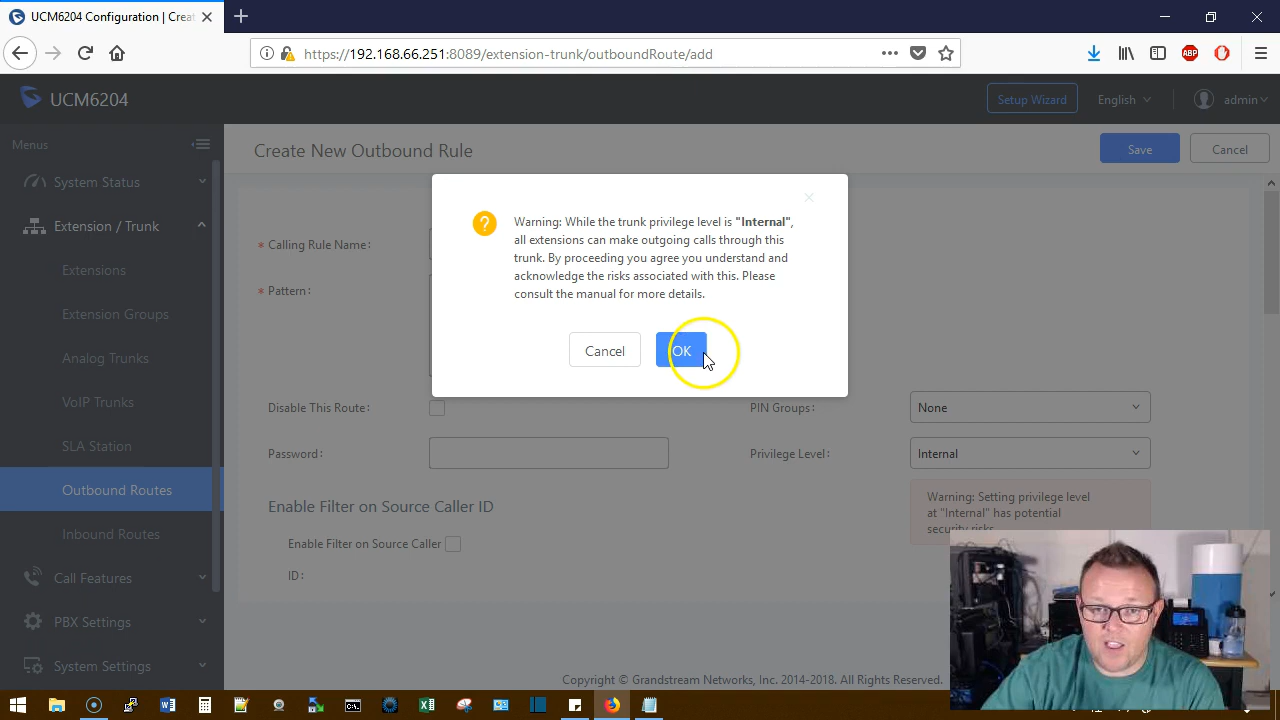 UCM6204 Configuration | Crea
https://192.168.66.251:8089/extension-trunk/outboundRoute/add
ABP
UCM6204
Setup Wizard
English
admin
Menus
Create New Outbound Rule
Save
Cancel
System Status
Extension / Trunk
Extensions
Extension Groups
Analog Trunks
VoIP Trunks
SLA Station
Outbound Routes
Inbound Routes
Call Features
PBX Settings
System Settings
* Calling Rule Name:
* Pattern:
Warning: While the trunk privilege level is "Internal",
all extensions can make outgoing calls through this
trunk. By proceeding you agree you understand and
acknowledge the risks associated with this. Please
consult the manual for more details.
Cancel
OK
Disable This Route:
PIN Groups:
None
Password:
Privilege Level:
Internal
Warning: Setting privilege level
at "Internal" has potential
security risks
Enable Filter on Source Caller ID
Enable Filter on Source Caller
ID:
Copyright © Grandstream Networks, Inc. 2014-2018. All Rights Reserved.